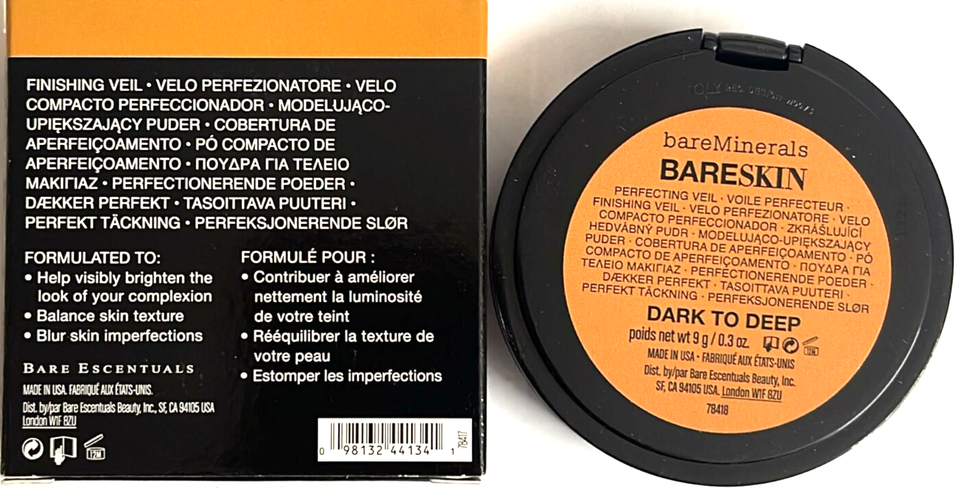 FINISHING VEIL • VELO PERFEZIONATORE • VELO
COMPACTO PERFECCIONADOR • MODELUJĄCO-
UPIĘKSZAJĄCY PUDER • COBERTURA DE
APERFEIÇOAMENTO • PÓ COMPACTO DE
APERFEIÇOAMENTO • ΠΟΥΔΡΑ ΓΙΑ ΤΕΛΕΙΟ
ΜΑΚΙΓΙΑΖ • PERFECTIONERENDE POEDER •
DÆKKER PERFEKT • TASOITTAVA PUUTERI •
PERFEKT TÄCKNING • PERFEKSJONERENDE SLØR
FORMULATED TO:
• Help visibly brighten the
look of your complexion
• Balance skin texture
• Blur skin imperfections
BARE ESCENTUALS
MADE IN USA. FABRIQUÉ AUX ÉTATS-UNIS.
Dist. by/par Bare Escentuals Beauty, Inc., SF, CA 94105 USA
London W1F 8ZU
12M
FORMULÉ POUR :
• Contribuer à améliorer
nettement la luminosité
de votre teint
• Rééquilibrer la texture de
votre peau
• Estomper les imperfections
0 98132 44134 1
78417
bareMinerals
BARESKIN
PERFECTING VEIL • VOILE PERFECTEUR •
FINISHING VEIL • VELO PERFEZIONATORE • VELO
COMPACTO PERFECCIONADOR • ZKRÁŠLUJÍCÍ
HEDVÁBNÝ PUDR • MODELUJĄCO-UPIĘKSZAJĄCY
PUDER • COBERTURA DE APERFEIÇOAMENTO • PÓ
COMPACTO DE APERFEIÇOAMENTO • ΠΟΥΔΡΑ ΓΙΑ
ΤΕΛΕΙΟ ΜΑΚΙΓΙΑΖ • PERFECTIONERENDE POEDER •
DÆKKER PERFEKT • TASOITTAVA PUUTERI •
PERFEKT TÄCKNING • PERFEKSJONERENDE SLØR
DARK TO DEEP
poids net wt 9 g / 0.3 oz.
12M
MADE IN USA • FABRIQUÉ AUX ÉTATS-UNIS
Dist. by/par Bare Escentuals Beauty, Inc.
SF, CA 94105 USA. London W1F 8ZU
78418